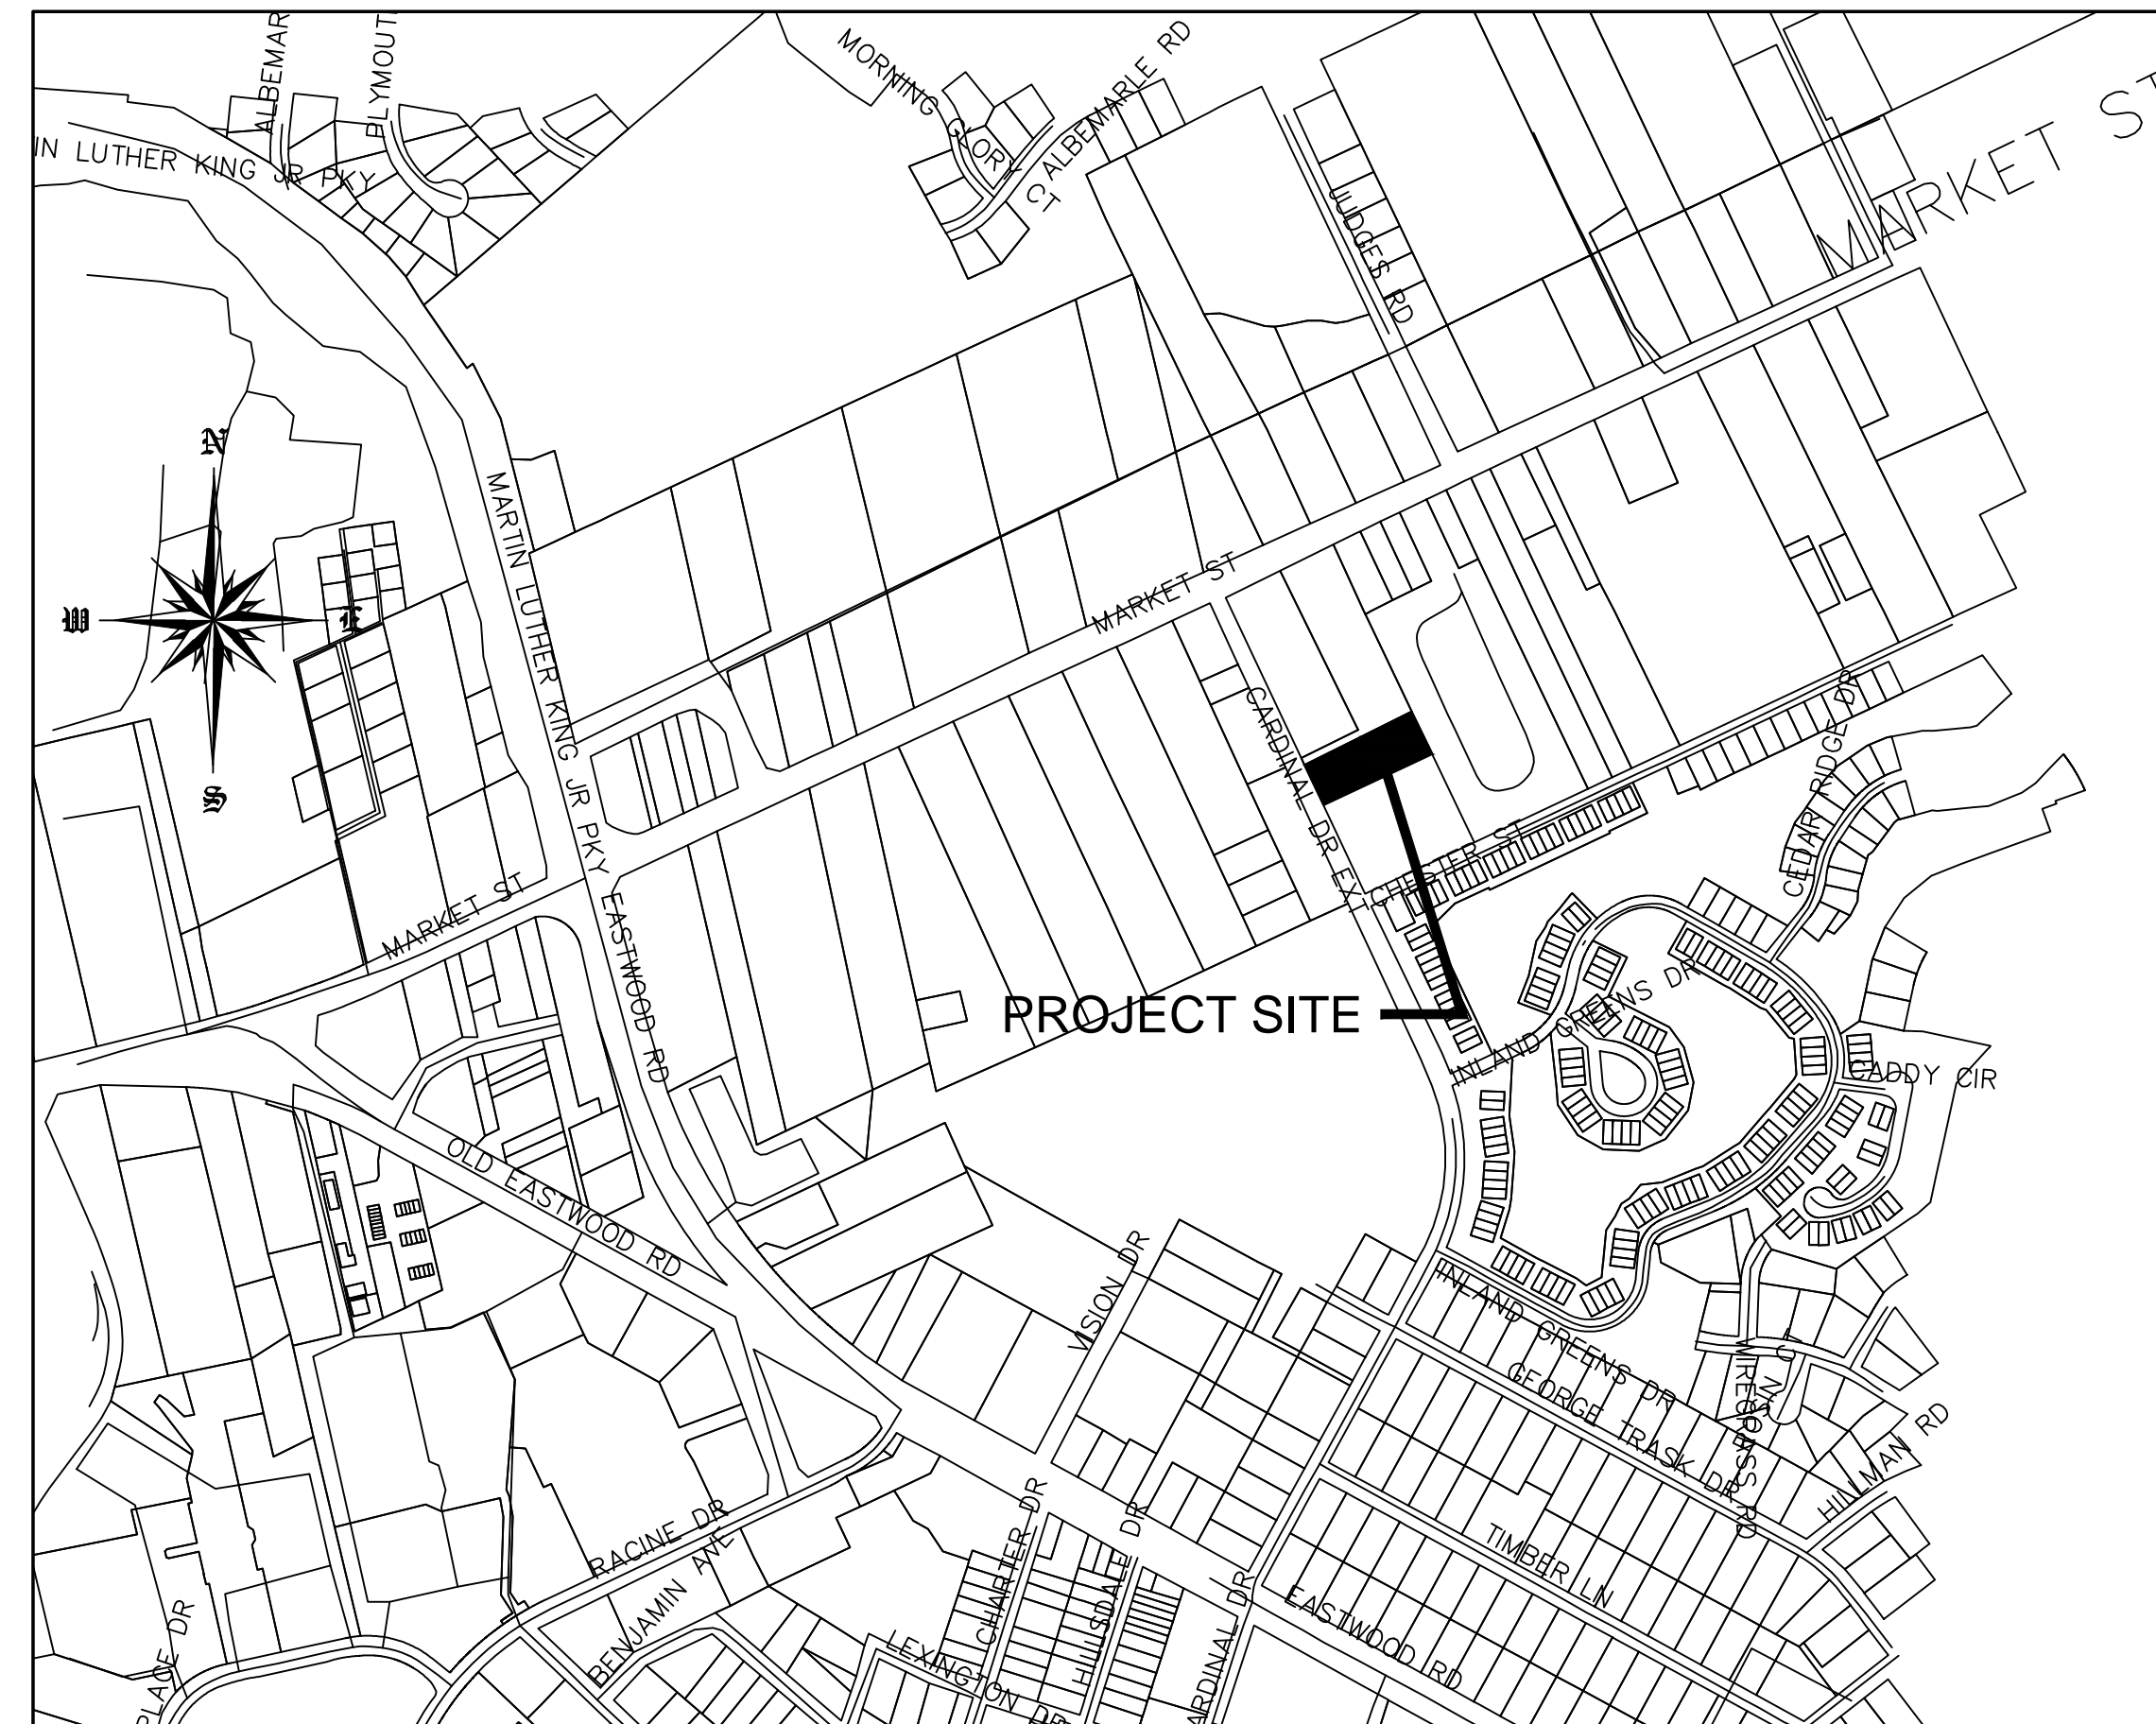 ALBEMAR
PLYMOUT
MORNING GLORY CT
ALBEMARLE RD
IN LUTHER KING JR PKY
JUDGES RD
MARKET ST
N
W
E
S
MARTIN LUTHER KING JR PKY
MARKET ST
CARDINAL DR EXT
CEDAR RIDGE DR
MARKET ST
EASTWOOD RD
PROJECT SITE
INLAND GREENS DR
CADDY CIR
OLD EASTWOOD RD
VISION DR
INLAND GREENS DR
GEORGE TRASK DR
WIREGRASS RD
HILLMAN RD
RACINE DR
BENJAMIN AVE
CHARTER DR
HILLSDALE DR
TIMBER LN
EASTWOOD RD
PLACE DR
LEXINGTON DR
ARDINAL DR